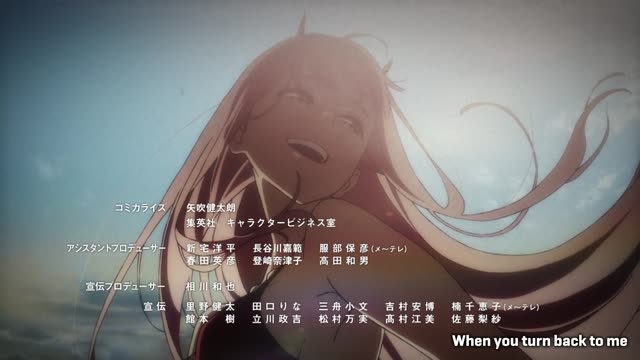 コミカライズ 矢吹健太朗
集英社 キャラクタービジネス室
アシスタントプロデューサー 新宅洋平 長谷川嘉範 服部保彦(メ〜テレ)
春田英彦 登崎奈津子 高田和男
宣伝プロデューサー 相川和也
宣伝 里野健太 田口りな 三舟小文 吉村安博 楠千恵子(メ〜テレ)
館本樹 立川政吉 松村万実 髙村江美 佐藤梨紗
When you turn back to me